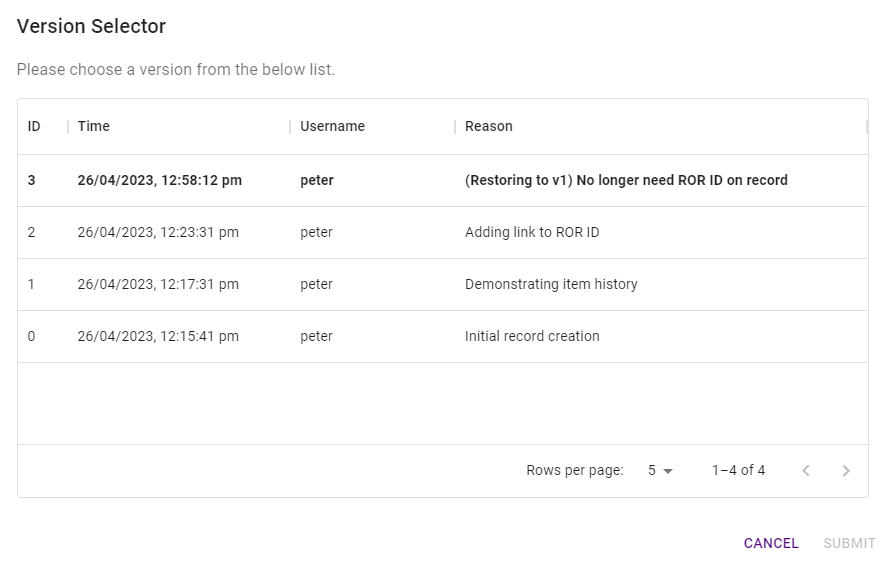 Version Selector
Please choose a version from the below list.
ID Time Username Reason
3 26/04/2023, 12:58:12 pm peter (Restoring to v1) No longer need ROR ID on record
2 26/04/2023, 12:23:31 pm peter Adding link to ROR ID
1 26/04/2023, 12:17:31 pm peter Demonstrating item history
0 26/04/2023, 12:15:41 pm peter Initial record creation
Rows per page: 5 1–4 of 4
CANCEL SUBMIT